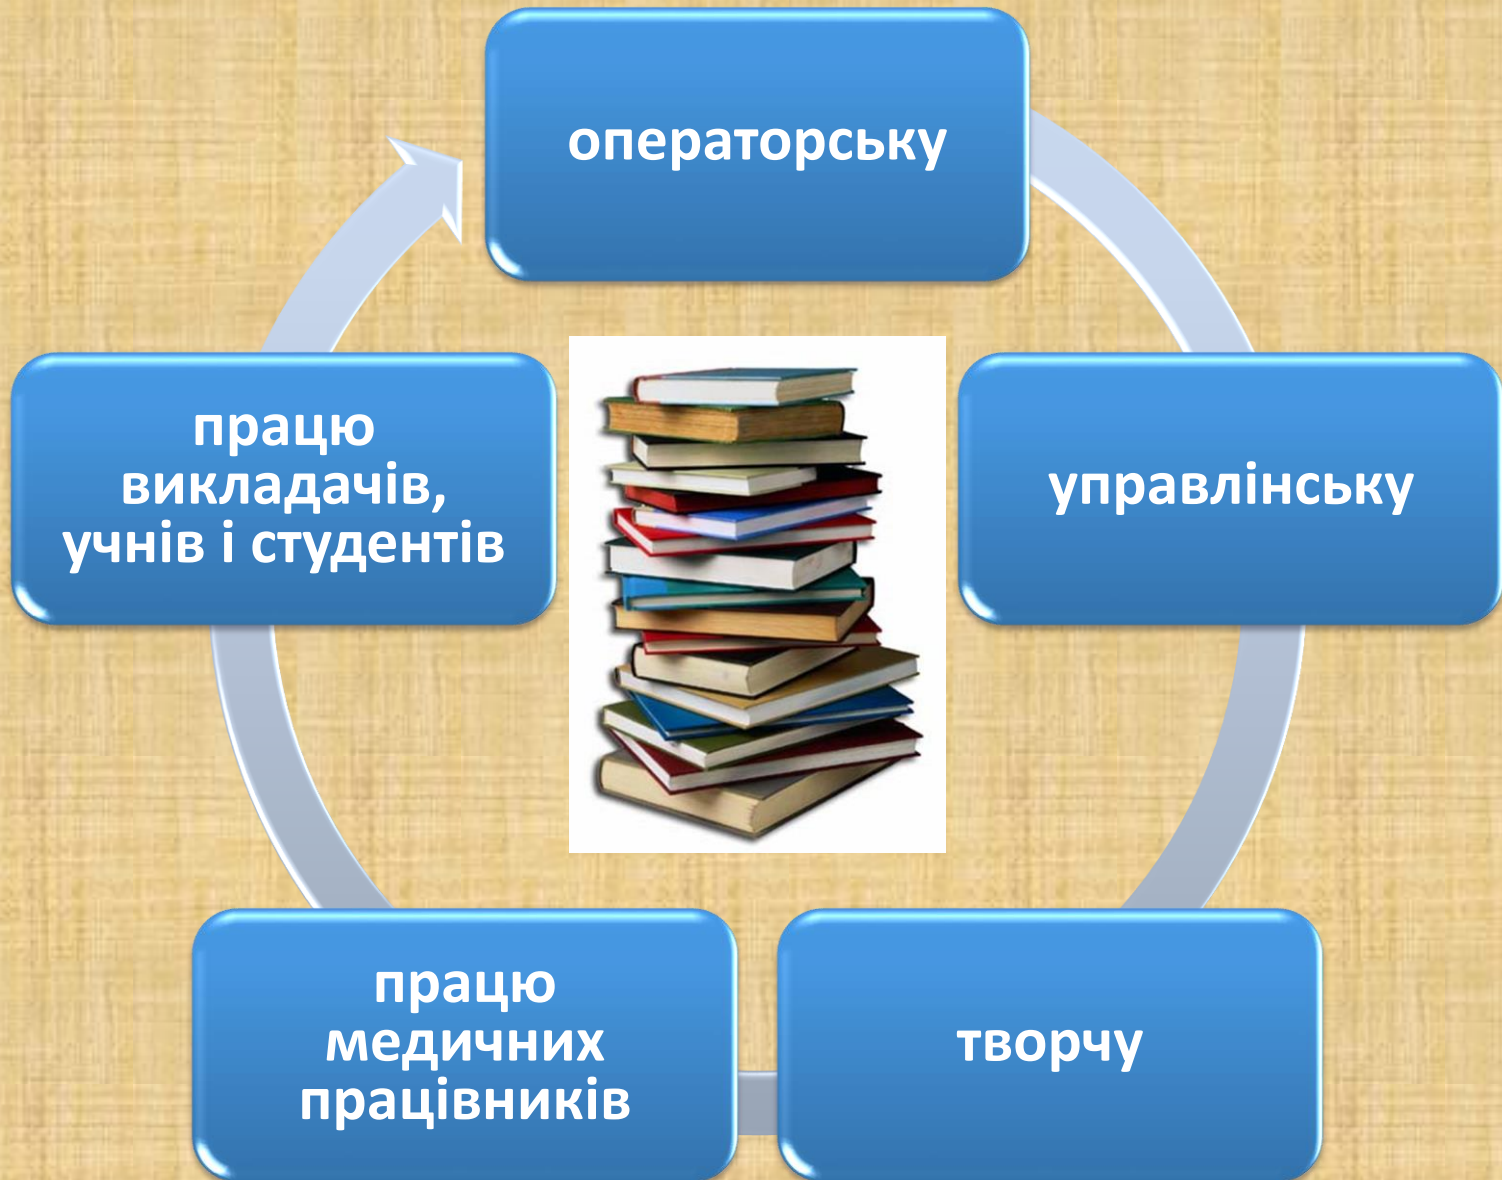 операторську
управлінську
творчу
працю
медичних
працівників
працю
викладачів,
учнів і студентів